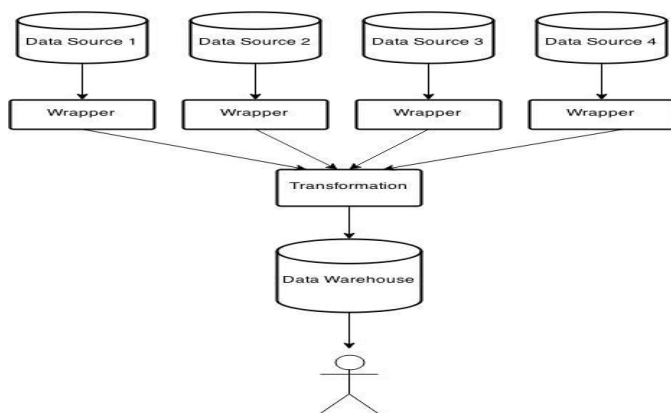 Data Source 1
Data Source 2
Data Source 3
Data Source 4
Wrapper
Wrapper
Wrapper
Wrapper
Transformation
Data Warehouse